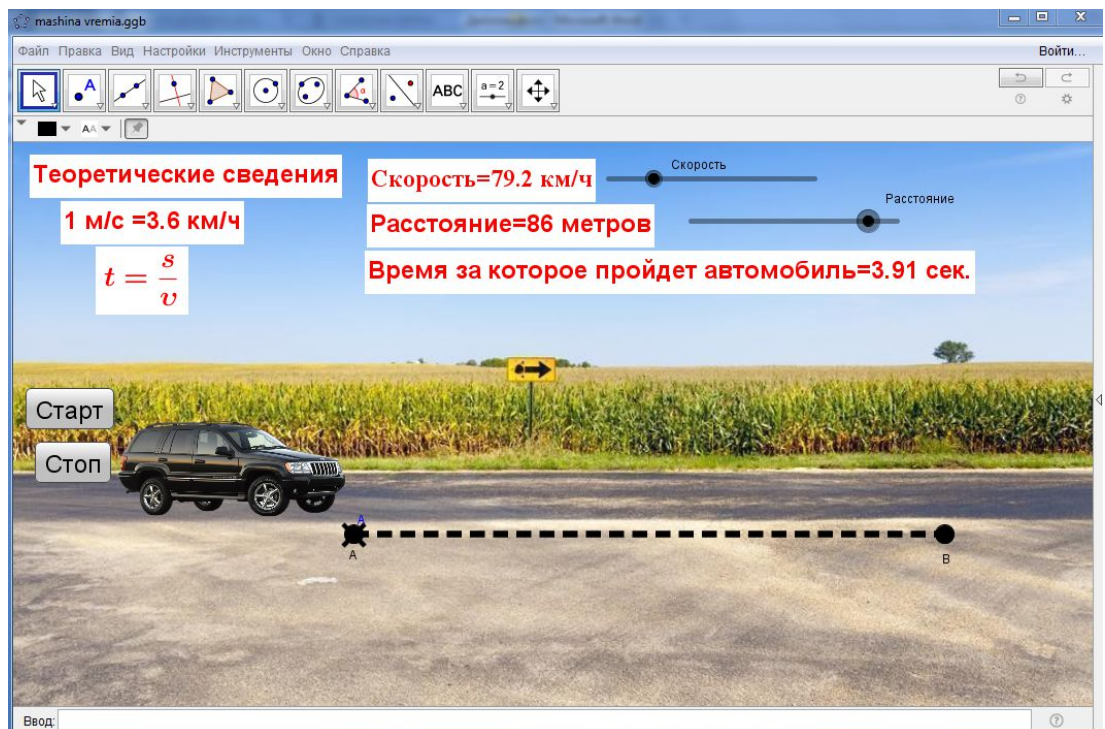 mashina vremia.ggb
Файл Правка Вид Настройки Инструменты Окно Справка
Войти...
A
α
ABC
a = 2
AA
Теоретические сведения
1 м/с =3.6 км/ч
t = s/v
Скорость=79.2 км/ч
Скорость
Расстояние=86 метров
Расстояние
Время за которое пройдет автомобиль=3.91 сек.
Старт
Стоп
A
A
B
Ввод: